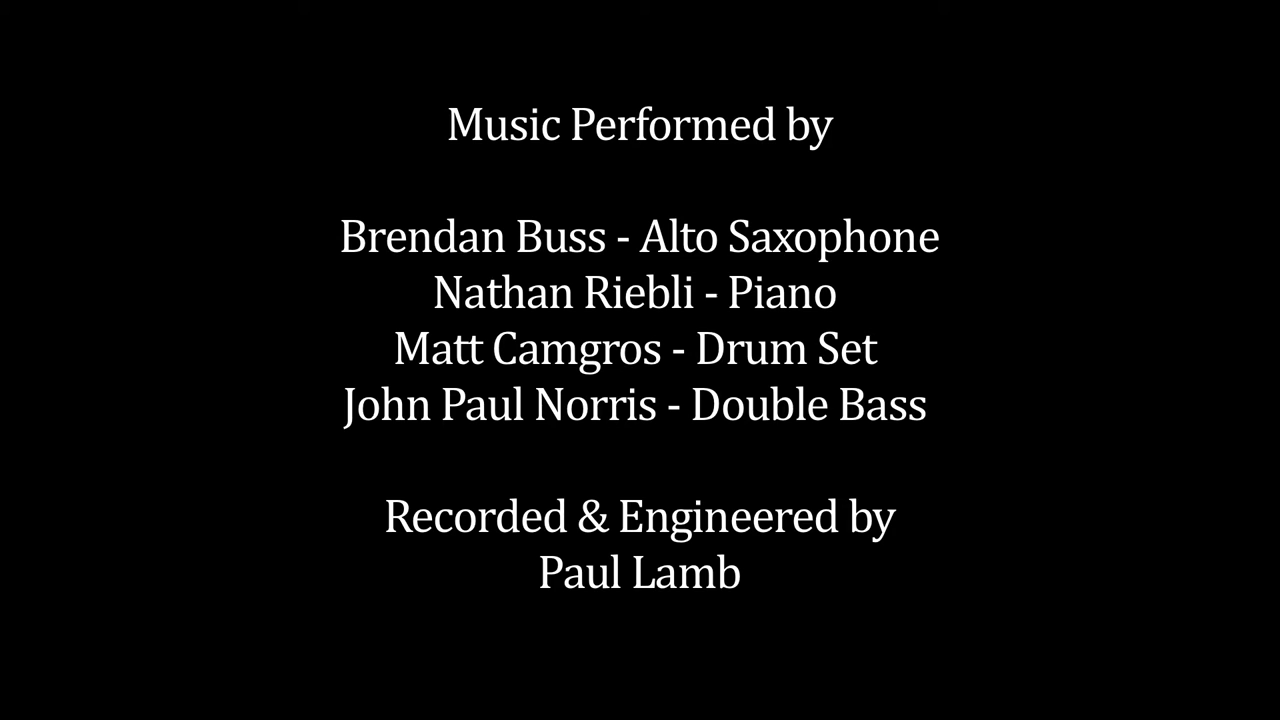 Music Performed by
Brendan Buss - Alto Saxophone
Nathan Riebli - Piano
Matt Camgros - Drum Set
John Paul Norris - Double Bass
Recorded & Engineered by
Paul Lamb